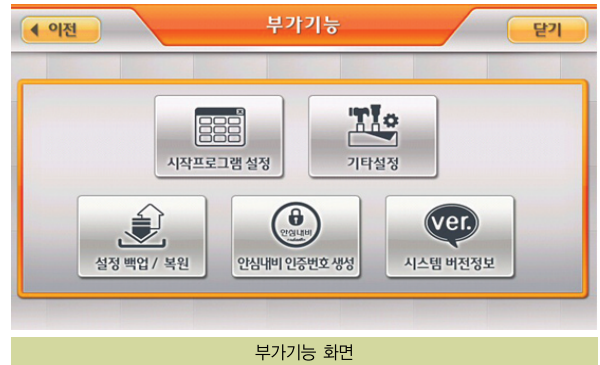 이전
부가기능
닫기
시작프로그램 설정
기타설정
안심내비
ver.
설정 백업 / 복원
안심내비 인증번호 생성
시스템 버전정보
부가기능 화면